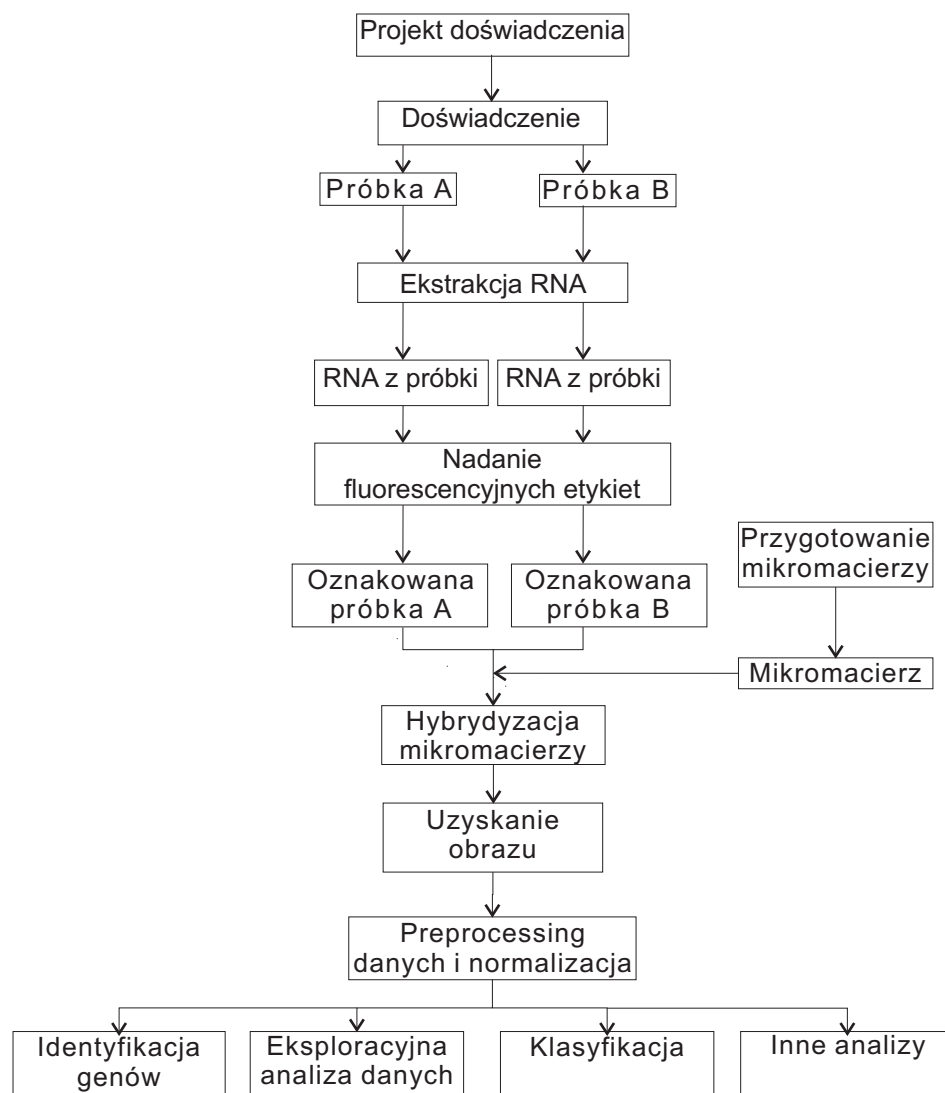 Projekt doświadczenia
Doświadczenie
Próbka A
Próbka B
Ekstrakcja RNA
RNA z próbki
RNA z próbki
Nadanie
fluorescencyjnych etykiet
Przygotowanie
mikromacierzy
Oznakowana
próbka A
Oznakowana
próbka B
Mikromacierz
Hybrydyzacja
mikromacierzy
Uzyskanie
obrazu
Preprocessing
danych i normalizacja
Identyfikacja
genów
Eksploracyjna
analiza danych
Klasyfikacja
Inne analizy